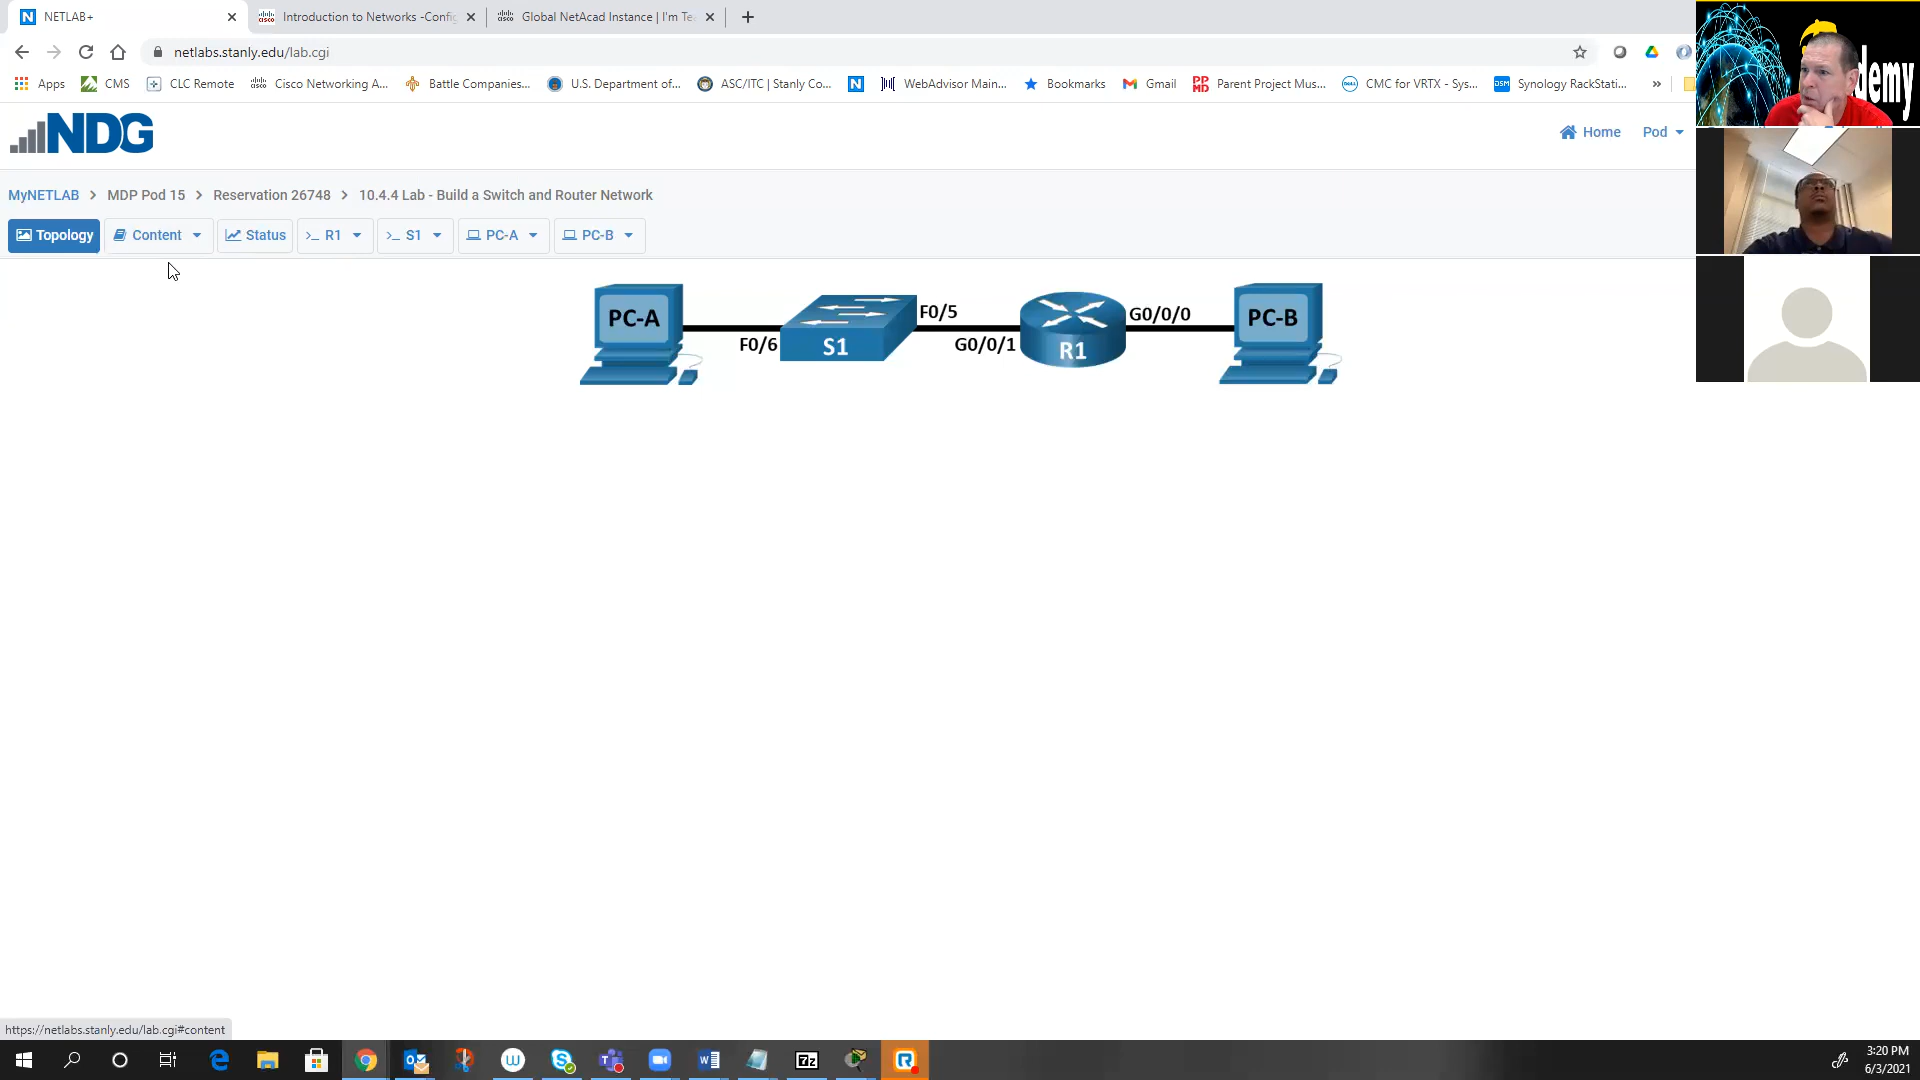 NETLAB+
Introduction to Networks -Config
Global NetAcad Instance | I'm Te
netlabs.stanly.edu/lab.cgi
Apps
CMS
CLC Remote
Cisco Networking A...
Battle Companies...
U.S. Department of...
ASC/ITC | Stanly Co...
WebAdvisor Main...
Bookmarks
Gmail
Parent Project Mus...
CMC for VRTX - Sys...
Synology RackStati...
»
demy
NDG
Home
Pod
MyNETLAB > MDP Pod 15 > Reservation 26748 > 10.4.4 Lab - Build a Switch and Router Network
Topology
Content
Status
>_ R1
>_ S1
PC-A
PC-B
PC-A
F0/6
S1
F0/5
G0/0/1
R1
G0/0/0
PC-B
https://netlabs.stanly.edu/lab.cgi#content
3:20 PM
6/3/2021